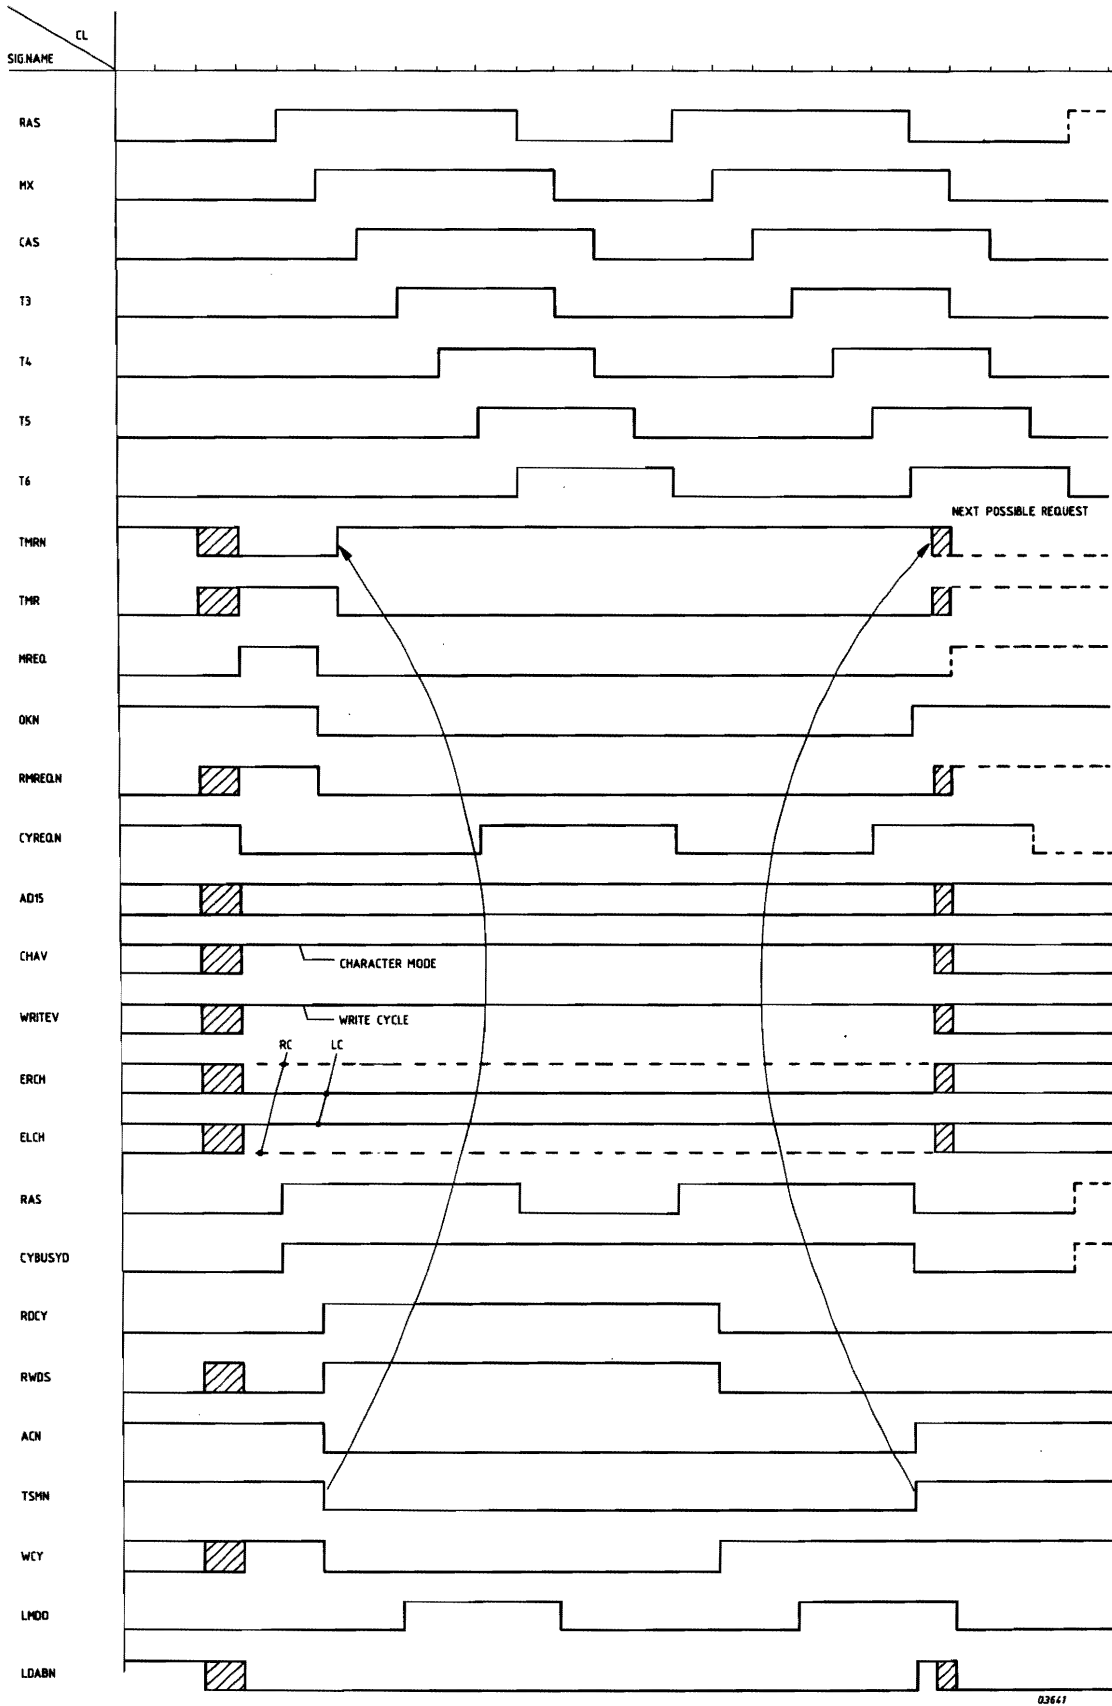 CL
SIG.NAME
RAS
MX
CAS
T3
T4
T5
T6
NEXT POSSIBLE REQUEST
TMRN
TMR
MREQ
OKN
RMREQN
CYREQN
AD15
CHAV
CHARACTER MODE
WRITEV
WRITE CYCLE
RC LC
ERCH
ELCH
RAS
CYBUSYD
RDCY
RWDS
ACN
TSMN
WCY
LMDD
LDABN
03641